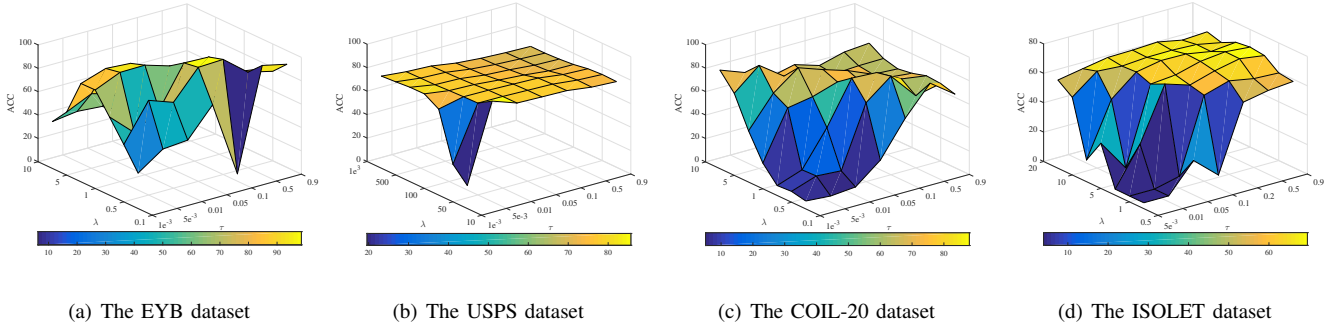 100
80
60
40
20
0
ACC
10
5
1
0.5
0.1
λ
1e⁻³
5e⁻³
0.01
0.05
0.1
0.5
0.9
τ
10 20 30 40 50 60 70 80 90
100
80
60
40
20
0
ACC
1e³
500
100
50
10
λ
1e⁻³
5e⁻³
0.01
0.05
0.1
0.5
0.9
τ
20 30 40 50 60 70 80
100
80
60
40
20
0
ACC
10
5
1
0.5
0.1
λ
1e⁻³
5e⁻³
0.01
0.05
0.1
0.5
0.9
τ
10 20 30 40 50 60 70 80
80
60
40
20
0
ACC
20
10
5
1
0.5
λ
5e⁻³
0.01
0.05
0.1
0.2
0.5
0.9
τ
10 20 30 40 50 60
(a) The EYB dataset
(b) The USPS dataset
(c) The COIL-20 dataset
(d) The ISOLET dataset